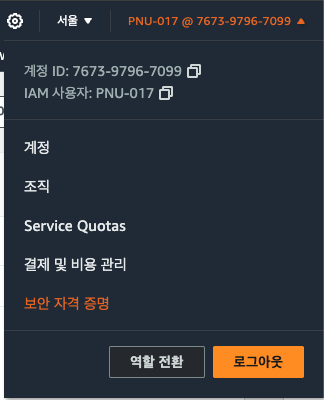 서울 ▼ PNU-017 @ 7673-9796-7099 ▲
계정 ID: 7673-9796-7099
IAM 사용자: PNU-017
계정
조직
Service Quotas
결제 및 비용 관리
보안 자격 증명
역할 전환 로그아웃